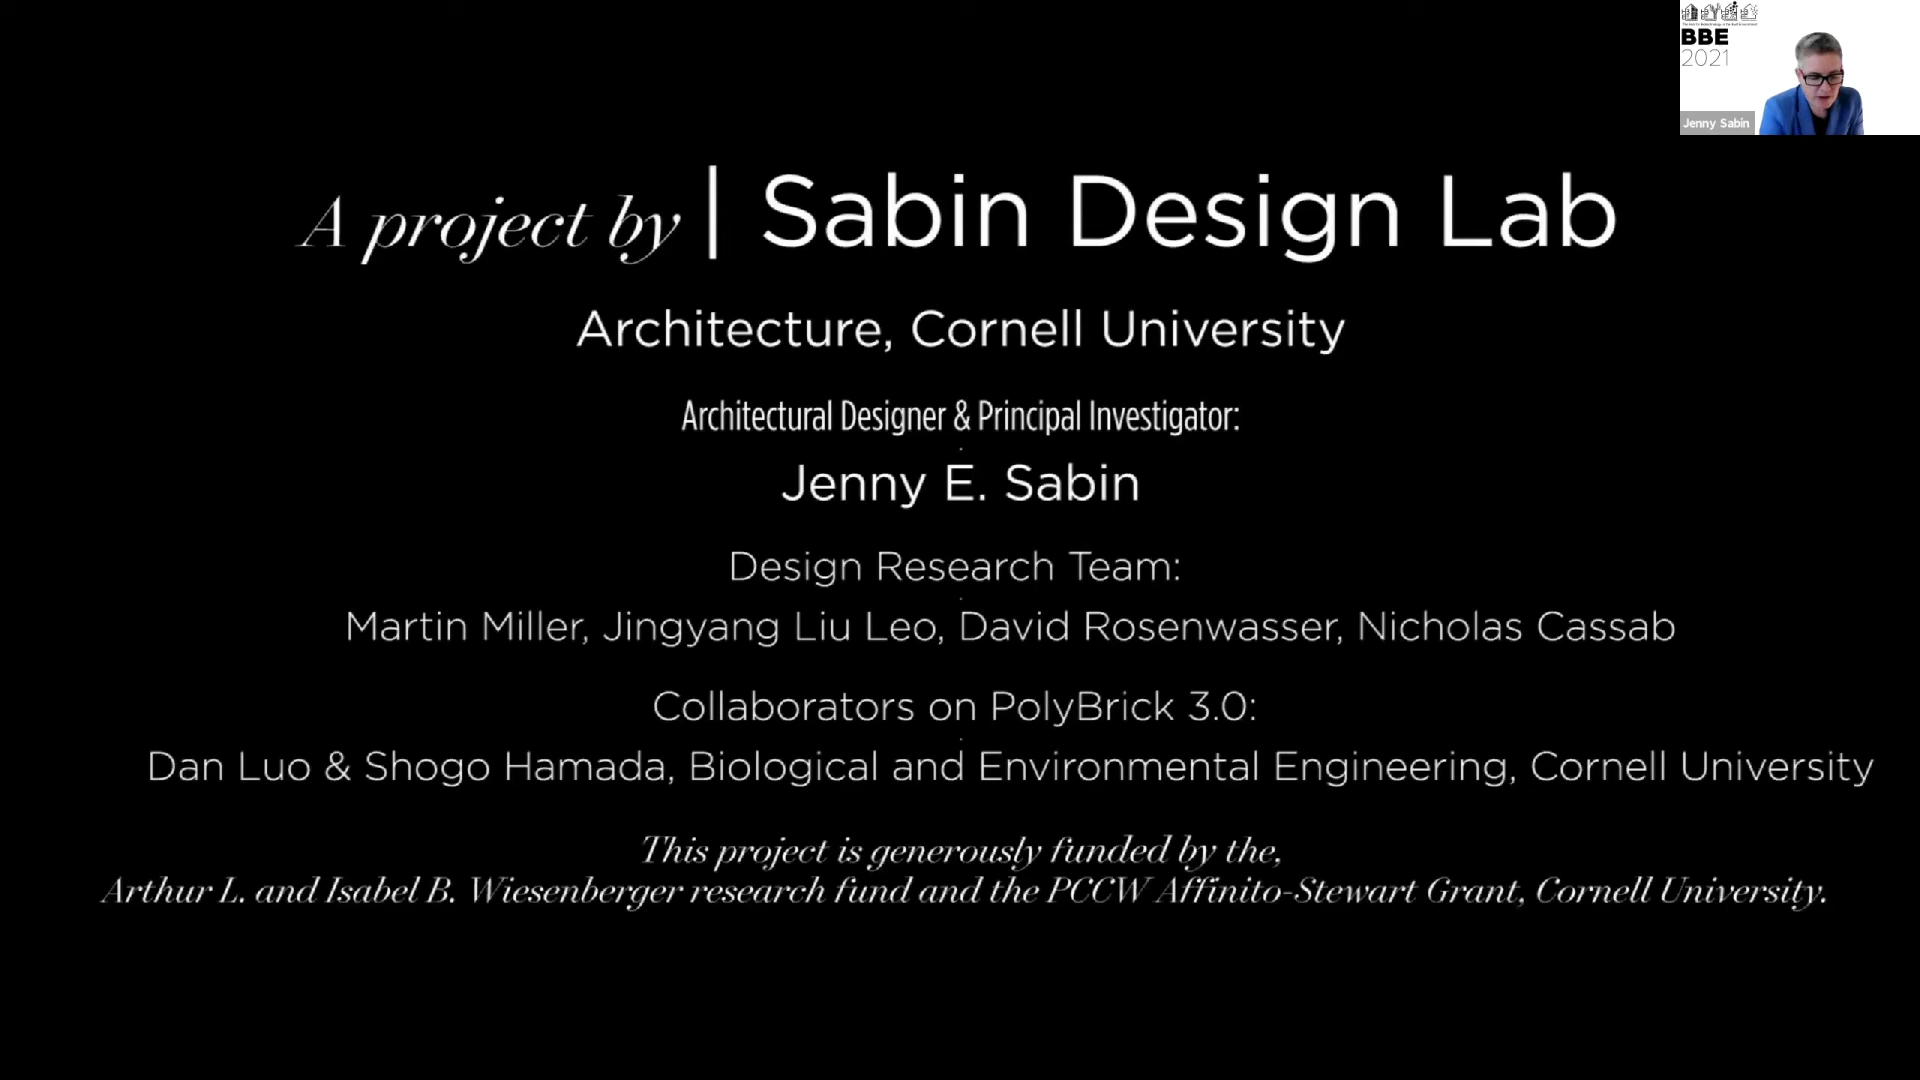 BBE
2021
Jenny Sabin
A project by | Sabin Design Lab
Architecture, Cornell University
Architectural Designer & Principal Investigator:
Jenny E. Sabin
Design Research Team:
Martin Miller, Jingyang Liu Leo, David Rosenwasser, Nicholas Cassab
Collaborators on PolyBrick 3.0:
Dan Luo & Shogo Hamada, Biological and Environmental Engineering, Cornell University
This project is generously funded by the,
Arthur L. and Isabel B. Wiesenberger research fund and the PCCW Affinito-Stewart Grant, Cornell University.